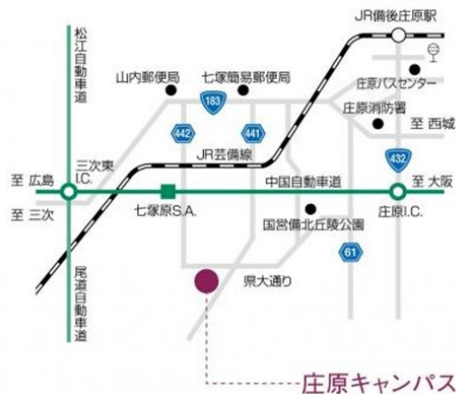 JR備後庄原駅
松江自動車道
山内郵便局
七塚簡易郵便局
庄原バスセンター
183
庄原消防署
442
441
至 西城
JR芸備線
432
三次東
I.C.
至 広島
中国自動車道
至 大阪
至 三次
七塚原S.A.
庄原I.C.
国営備北丘陵公園
61
尾道自動車道
県大通り
庄原キャンパス